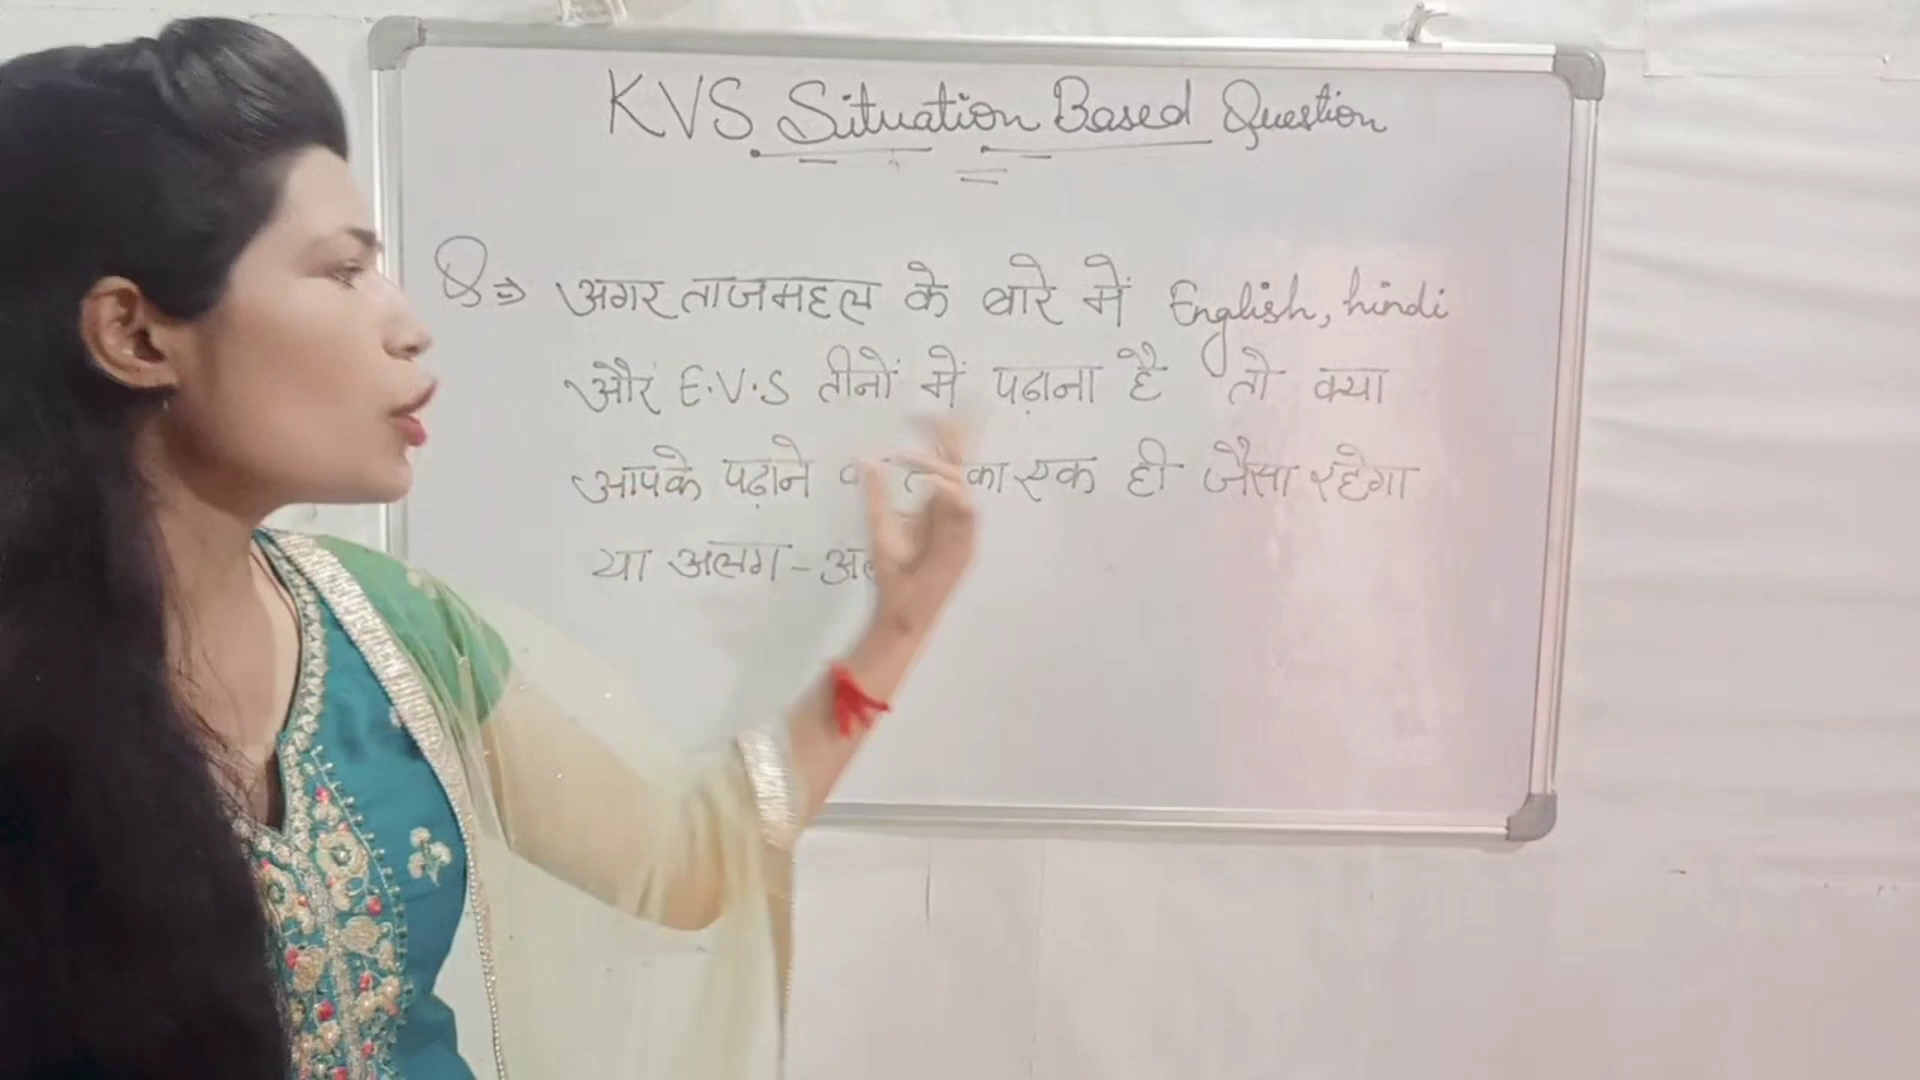 KVS Situation Based Question
Q⇒ अगर ताजमहल के बारे में English, hindi
और E.V.S तीनों में पढ़ाना है तो क्या
आपके पढ़ाने एक ही जैसा रहेगा
या अलग-